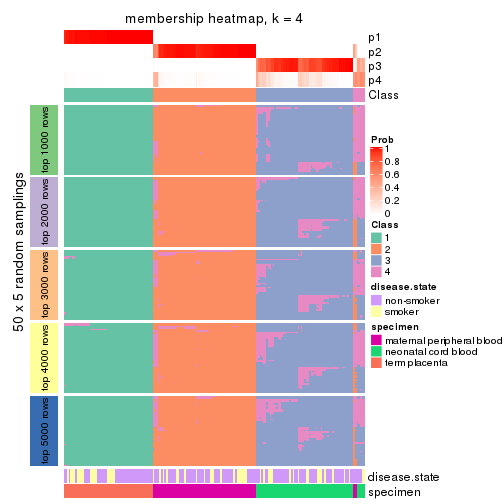 membership heatmap, k = 4
p1
p2
p3
p4
Class
50 x 5 random samplings
top 1000 rows
top 2000 rows
top 3000 rows
top 4000 rows
top 5000 rows
Prob
1
0.8
0.6
0.4
0.2
0
Class
1
2
3
4
disease.state
non-smoker
smoker
specimen
maternal peripheral blood
neonatal cord blood
term placenta
disease.state
specimen